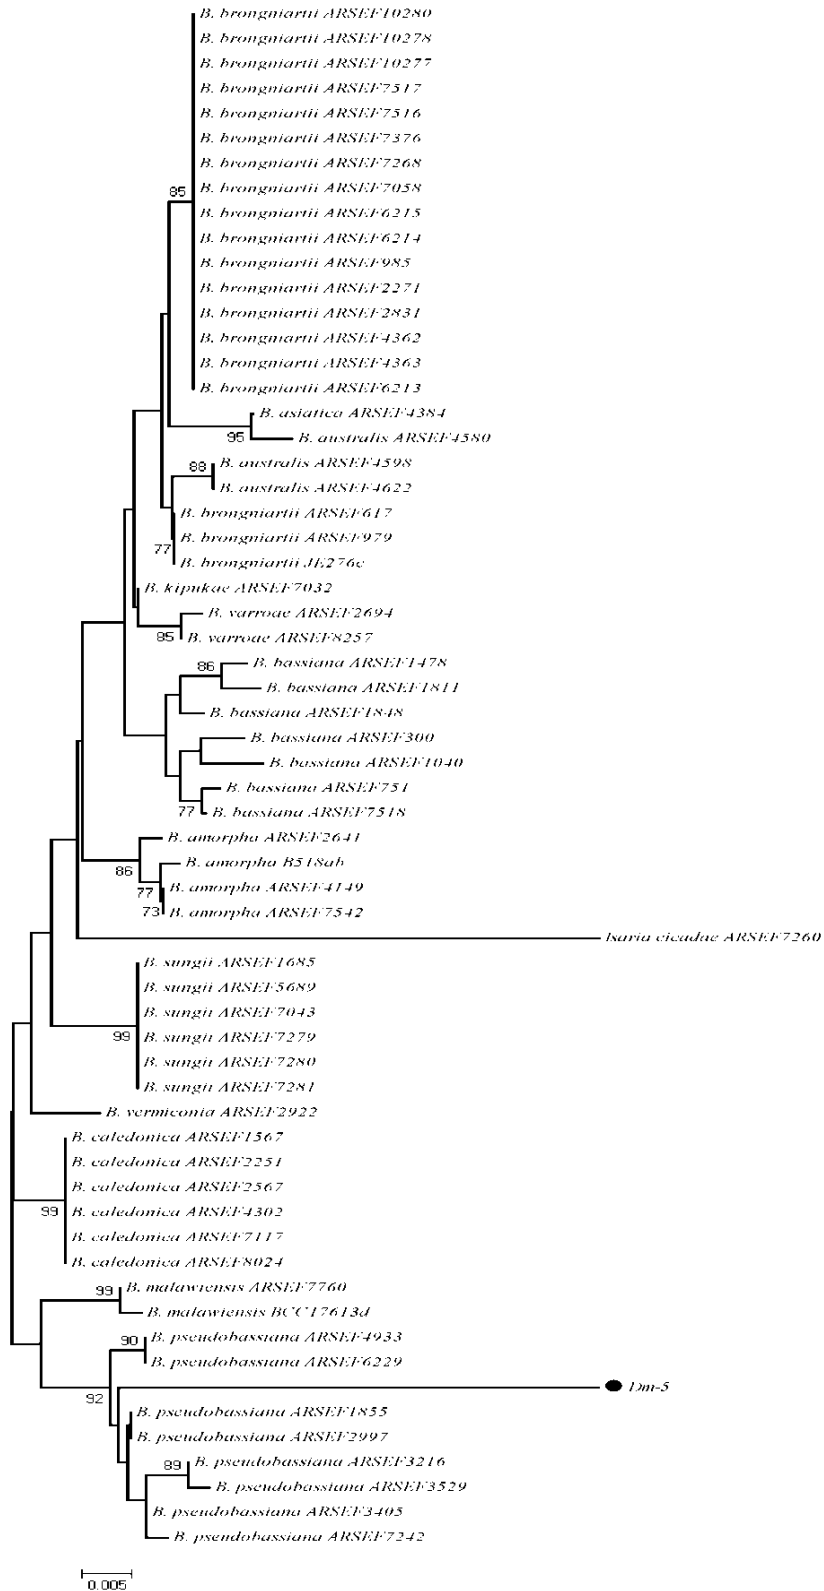 B. brongniartii ARSEF10280
B. brongniartii ARSEF10278
B. brongniartii ARSEF10277
B. brongniartii ARSEF7517
B. brongniartii ARSEF7516
B. brongniartii ARSEF7376
B. brongniartii ARSEF7268
B. brongniartii ARSEF7058
85
B. brongniartii ARSEF6215
B. brongniartii ARSEF6214
B. brongniartii ARSEF985
B. brongniartii ARSEF2271
B. brongniartii ARSEF2831
B. brongniartii ARSEF4362
B. brongniartii ARSEF4363
B. brongniartii ARSEF6213
B. asiatica ARSEF4384
95
B. australis ARSEF4580
88
B. australis ARSEF4598
B. australis ARSEF4622
B. brongniartii ARSEF617
B. brongniartii ARSEF979
77
B. brongniartii JE276c
B. kipukae ARSEF7032
B. varroae ARSEF2694
85
B. varroae ARSEF8257
86
B. bassiana ARSEF1478
B. bassiana ARSEF1811
B. bassiana ARSEF1848
B. bassiana ARSEF300
B. bassiana ARSEF1040
B. bassiana ARSEF751
77
B. bassiana ARSEF7518
B. amorpha ARSEF2641
86
B. amorpha B518ab
77
B. amorpha ARSEF4149
73
B. amorpha ARSEF7542
Isaria cicadae ARSEF7260
B. sungii ARSEF1685
B. sungii ARSEF5689
B. sungii ARSEF7043
99
B. sungii ARSEF7279
B. sungii ARSEF7280
B. sungii ARSEF7281
B. vermiconia ARSEF2922
B. caledonica ARSEF1567
B. caledonica ARSEF2251
B. caledonica ARSEF2567
99
B. caledonica ARSEF4302
B. caledonica ARSEF7117
B. caledonica ARSEF8024
99
B. malawiensis ARSEF7760
B. malawiensis BCC17613d
90
B. pseudobassiana ARSEF4933
B. pseudobassiana ARSEF6229
92
Dm-5
B. pseudobassiana ARSEF1855
B. pseudobassiana ARSEF2997
89
B. pseudobassiana ARSEF3216
B. pseudobassiana ARSEF3529
B. pseudobassiana ARSEF3405
B. pseudobassiana ARSEF7242
0.005